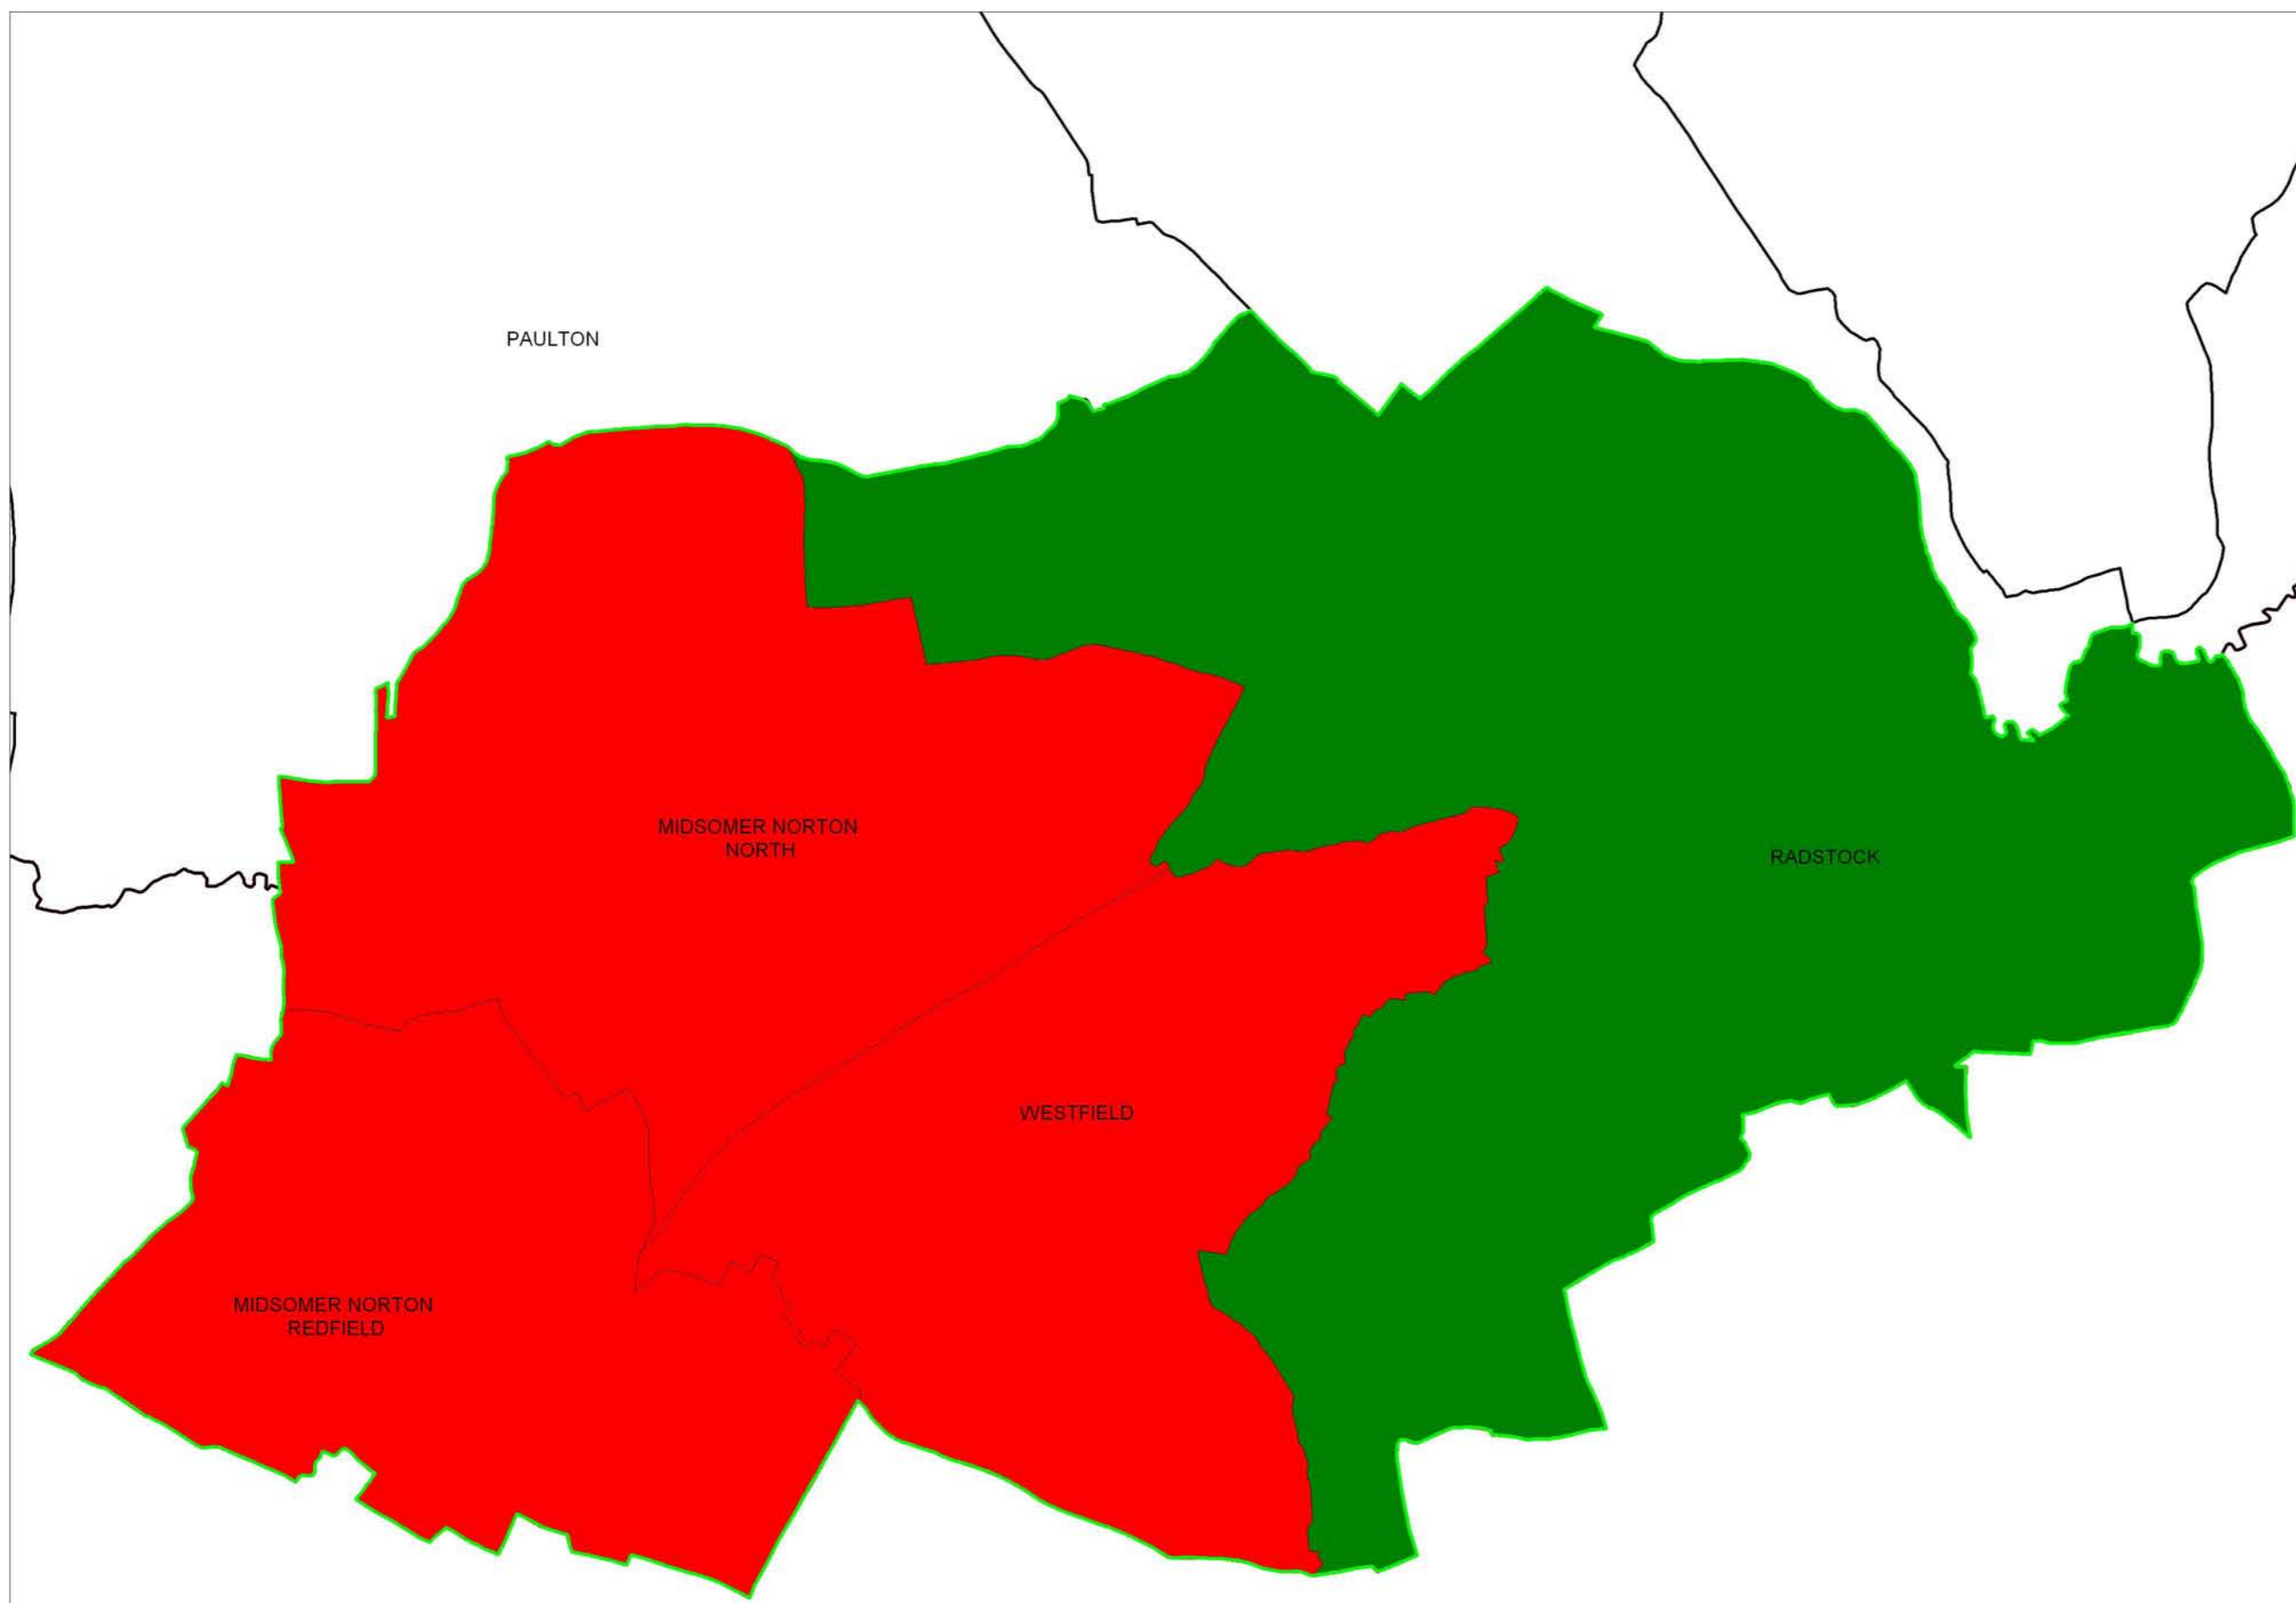 PAULTON
MIDSOMER NORTON
NORTH
RADSTOCK
WESTFIELD
MIDSOMER NORTON
REDFIELD